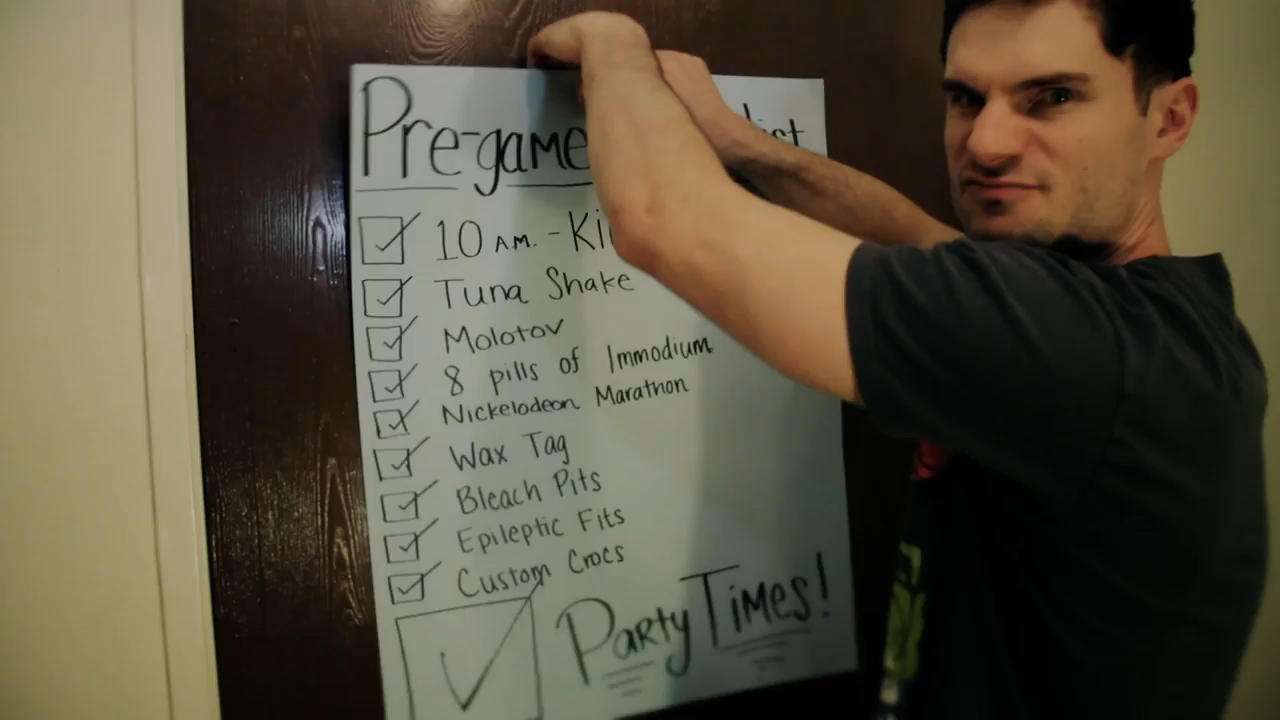 Pre-game
10 AM. - Ki
Tuna Shake
Molotov
8 pills of Immodium
Nickelodeon Marathon
Wax Tag
Bleach Pits
Epileptic Fits
Custom Crocs
Party Times!